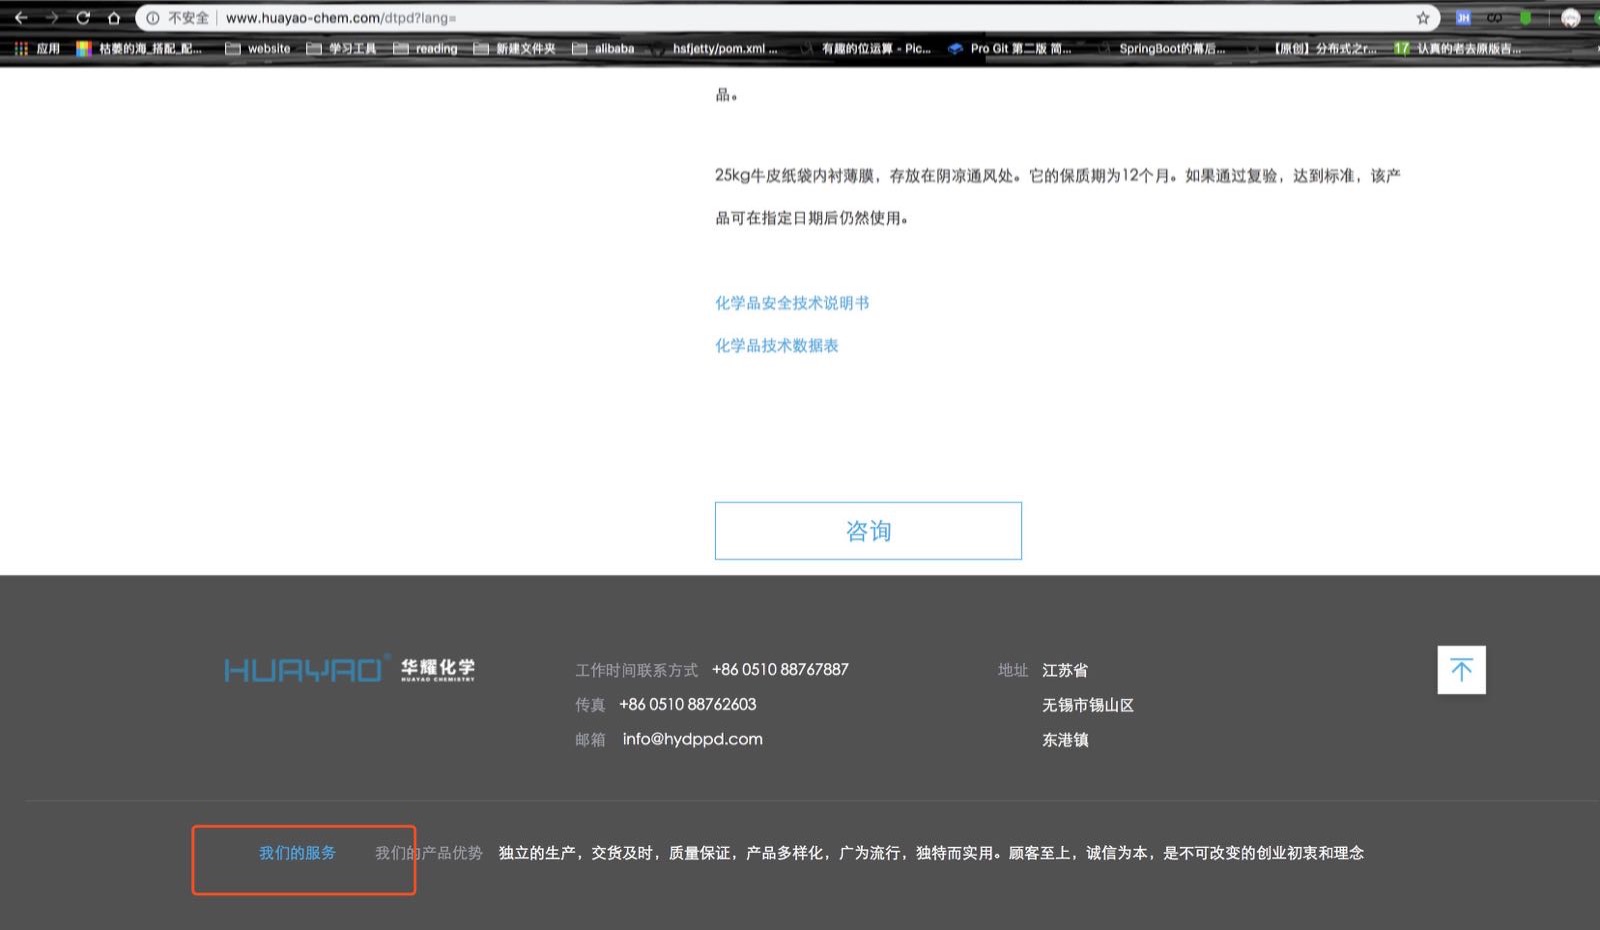 不安全 www.huayao-chem.com/dtpd?lang=
应用 枯萎的海_搭配_配... website 学习工具 reading 新建文件夹 alibaba hsfjetty/pom.xml ... 有趣的位运算 - Pic... Pro Git 第二版 简... SpringBoot的幕后... 【原创】分布式之r... 17 认真的老去原版吉...
品。
25kg牛皮纸袋内衬薄膜，存放在阴凉通风处。它的保质期为12个月。如果通过复验，达到标准，该产
品可在指定日期后仍然使用。
化学品安全技术说明书
化学品技术数据表
咨询
HUAYAO® 华耀化学
HUAYAO CHEMISTRY
工作时间联系方式 +86 0510 88767887
传真 +86 0510 88762603
邮箱 info@hydppd.com
地址 江苏省
无锡市锡山区
东港镇
我们的服务 我们的产品优势 独立的生产，交货及时，质量保证，产品多样化，广为流行，独特而实用。顾客至上，诚信为本，是不可改变的创业初衷和理念